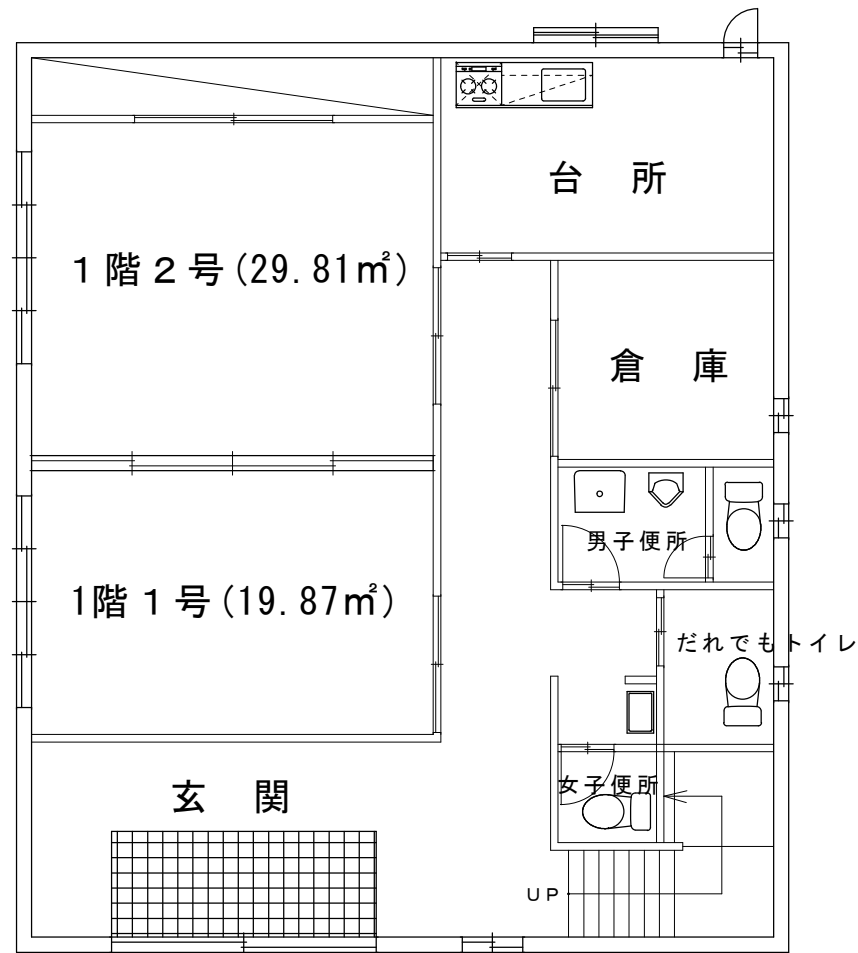 台 所
1階2号(29.81㎡)
倉 庫
男子便所
1階1号(19.87㎡)
だれでもトイレ
女子便所
玄 関
UP